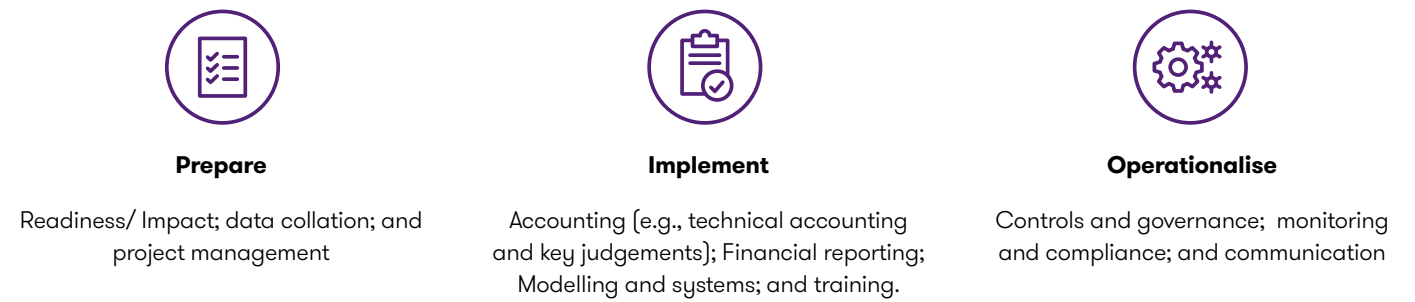 Prepare
Readiness/ Impact; data collation; and
project management
Implement
Accounting (e.g., technical accounting
and key judgements); Financial reporting;
Modelling and systems; and training.
Operationalise
Controls and governance;  monitoring
and compliance; and communication